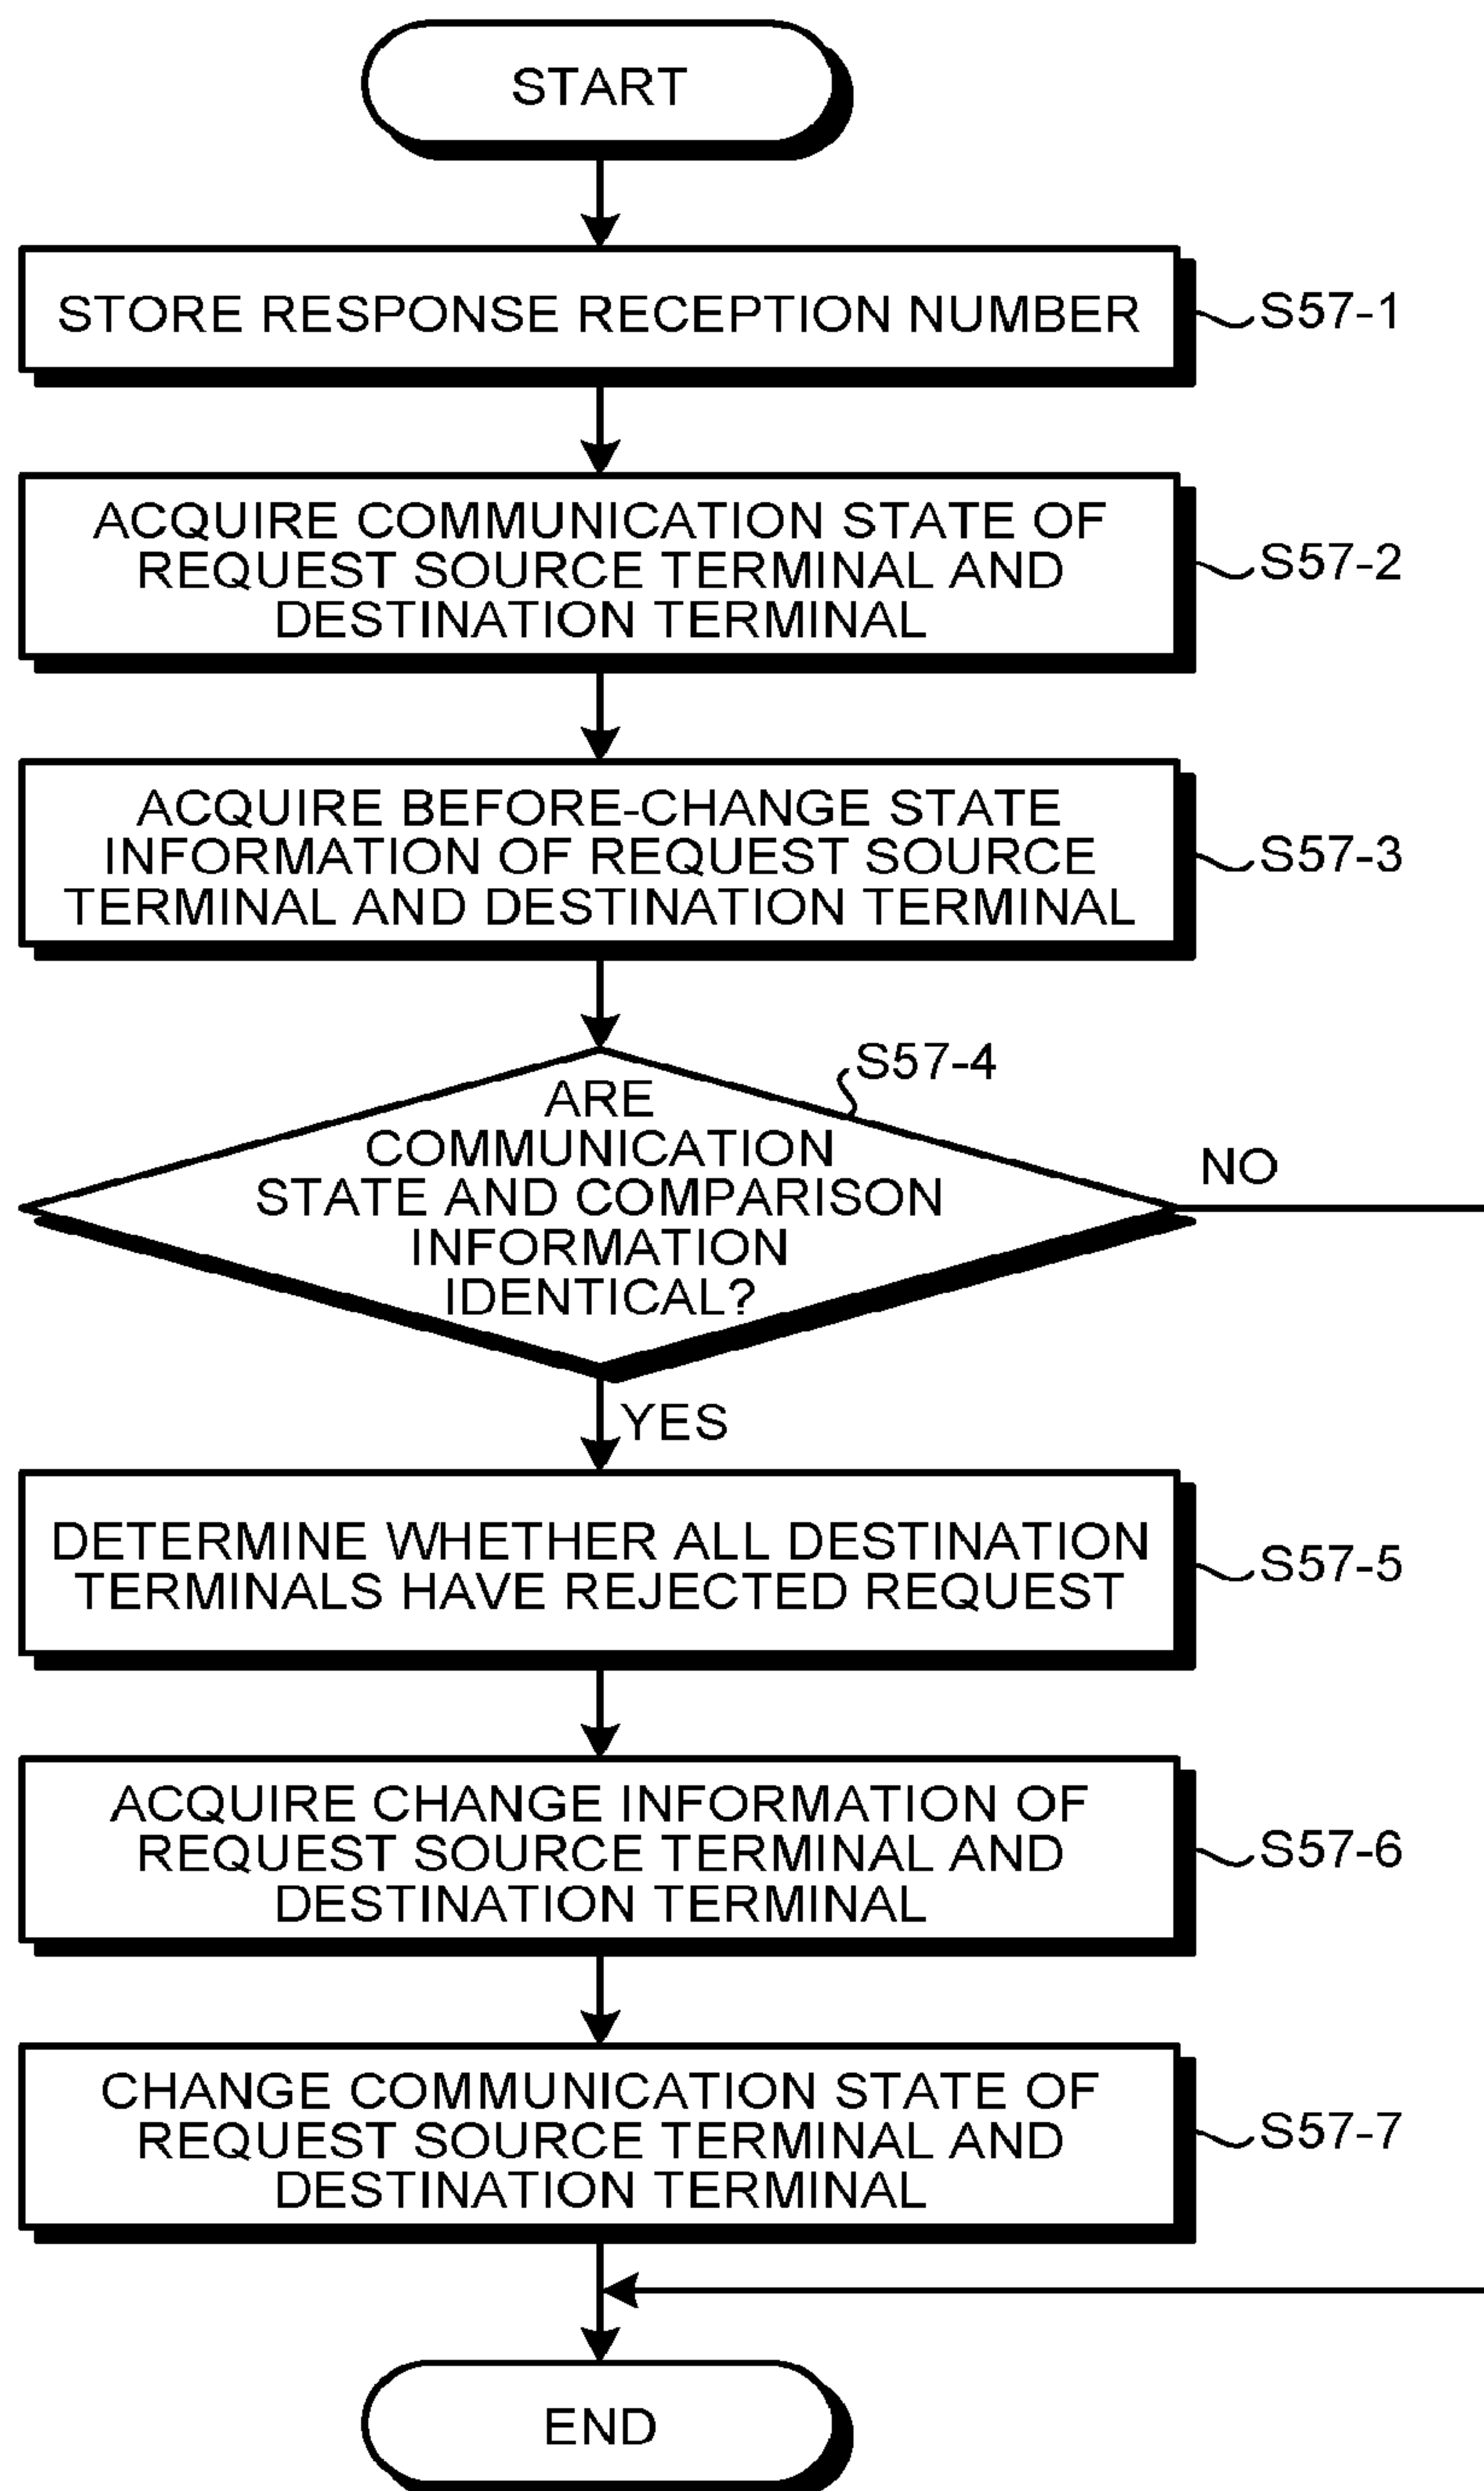 START
STORE RESPONSE RECEPTION NUMBER
S57-1
ACQUIRE COMMUNICATION STATE OF
REQUEST SOURCE TERMINAL AND
DESTINATION TERMINAL
S57-2
ACQUIRE BEFORE-CHANGE STATE
INFORMATION OF REQUEST SOURCE
TERMINAL AND DESTINATION TERMINAL
S57-3
S57-4
ARE
COMMUNICATION
STATE AND COMPARISON
INFORMATION
IDENTICAL?
NO
YES
DETERMINE WHETHER ALL DESTINATION
TERMINALS HAVE REJECTED REQUEST
S57-5
ACQUIRE CHANGE INFORMATION OF
REQUEST SOURCE TERMINAL AND
DESTINATION TERMINAL
S57-6
CHANGE COMMUNICATION STATE OF
REQUEST SOURCE TERMINAL AND
DESTINATION TERMINAL
S57-7
END